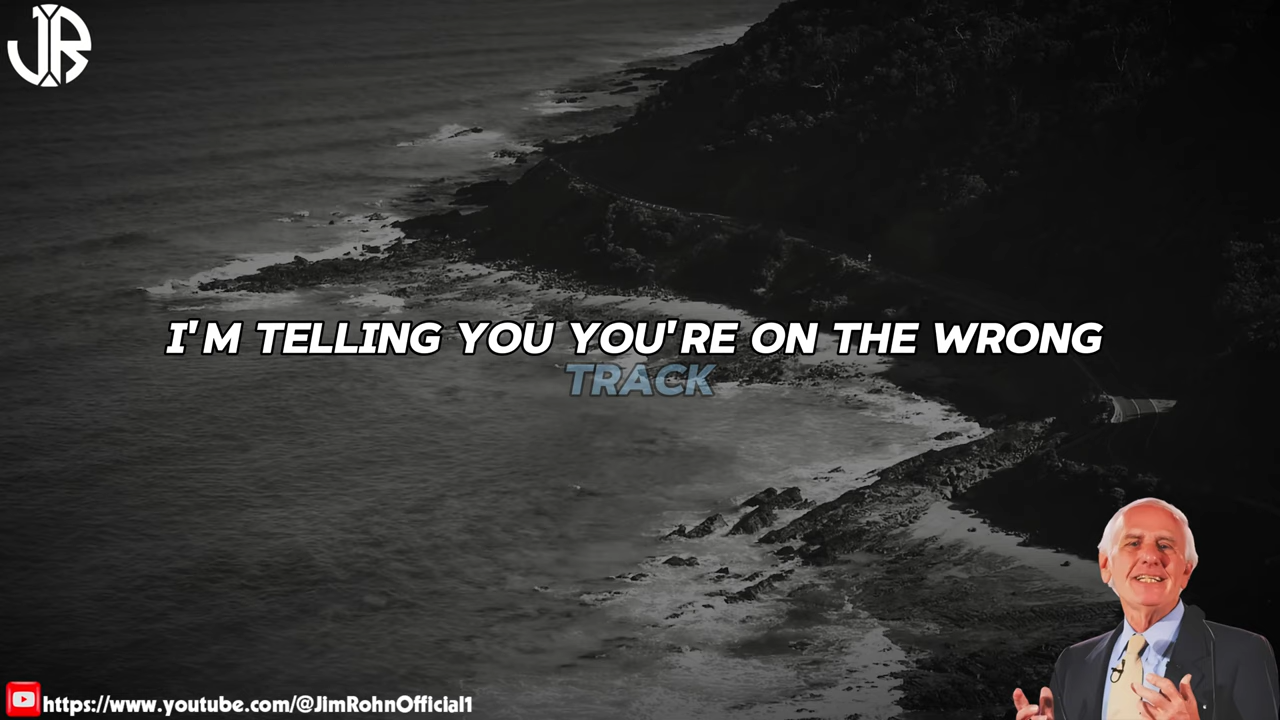 JR
I'M TELLING YOU YOU'RE ON THE WRONG
TRACK
https://www.youtube.com/@JimRohnOfficial1